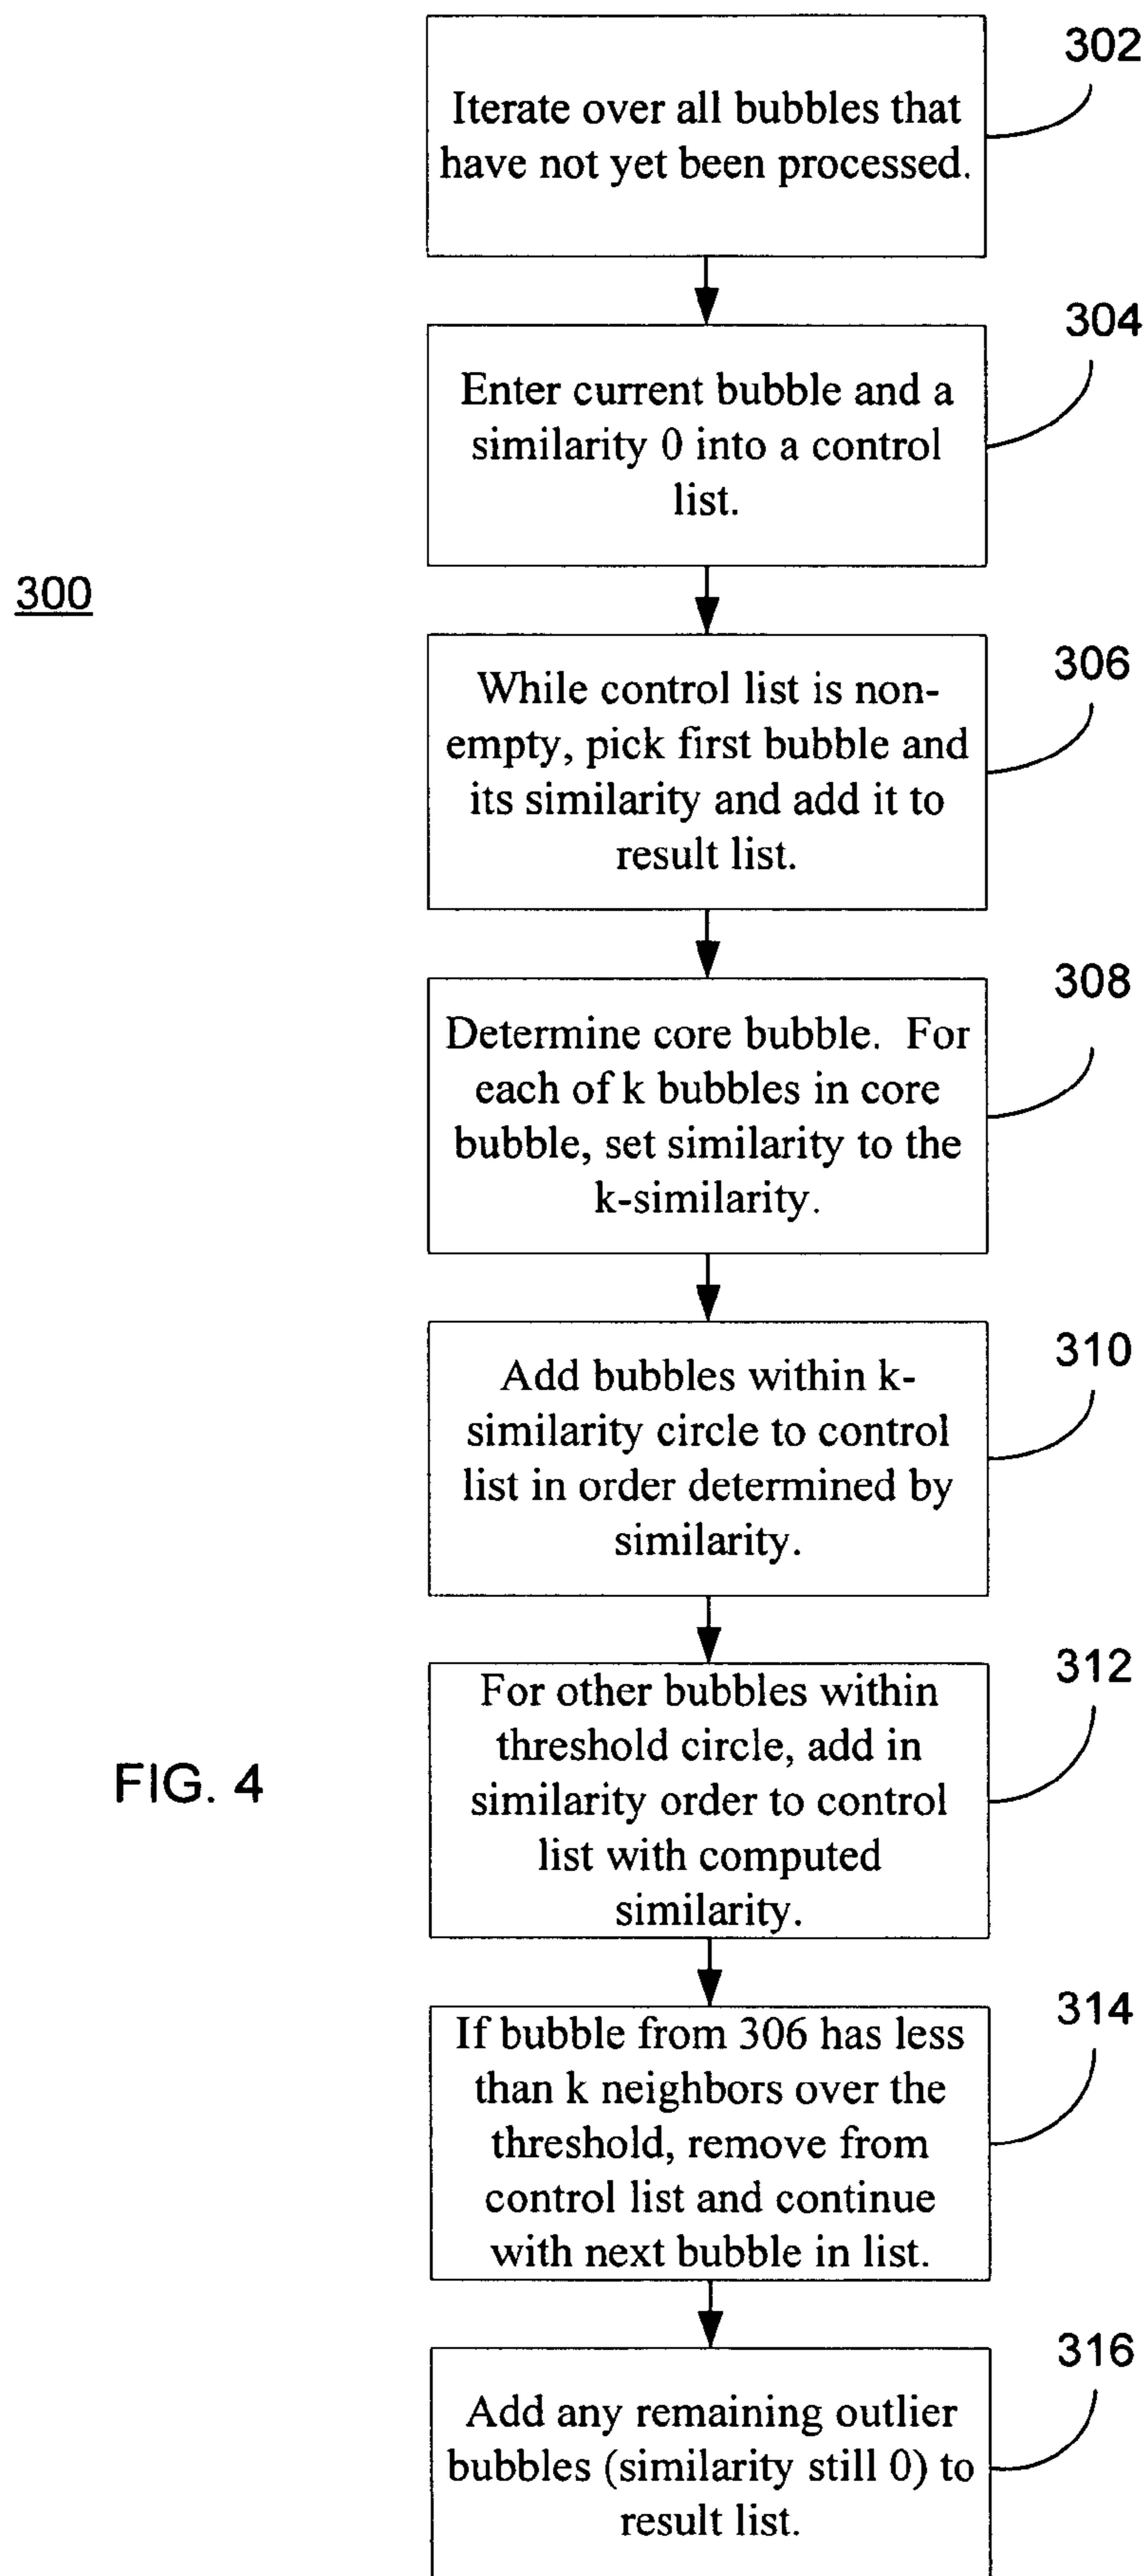 302
Iterate over all bubbles that
have not yet been processed.
304
Enter current bubble and a
similarity 0 into a control
list.
300
306
While control list is non-
empty, pick first bubble and
its similarity and add it to
result list.
308
Determine core bubble. For
each of k bubbles in core
bubble, set similarity to the
k-similarity.
310
Add bubbles within k-
similarity circle to control
list in order determined by
similarity.
312
For other bubbles within
threshold circle, add in
similarity order to control
list with computed
similarity.
FIG. 4
314
If bubble from 306 has less
than k neighbors over the
threshold, remove from
control list and continue
with next bubble in list.
316
Add any remaining outlier
bubbles (similarity still 0) to
result list.